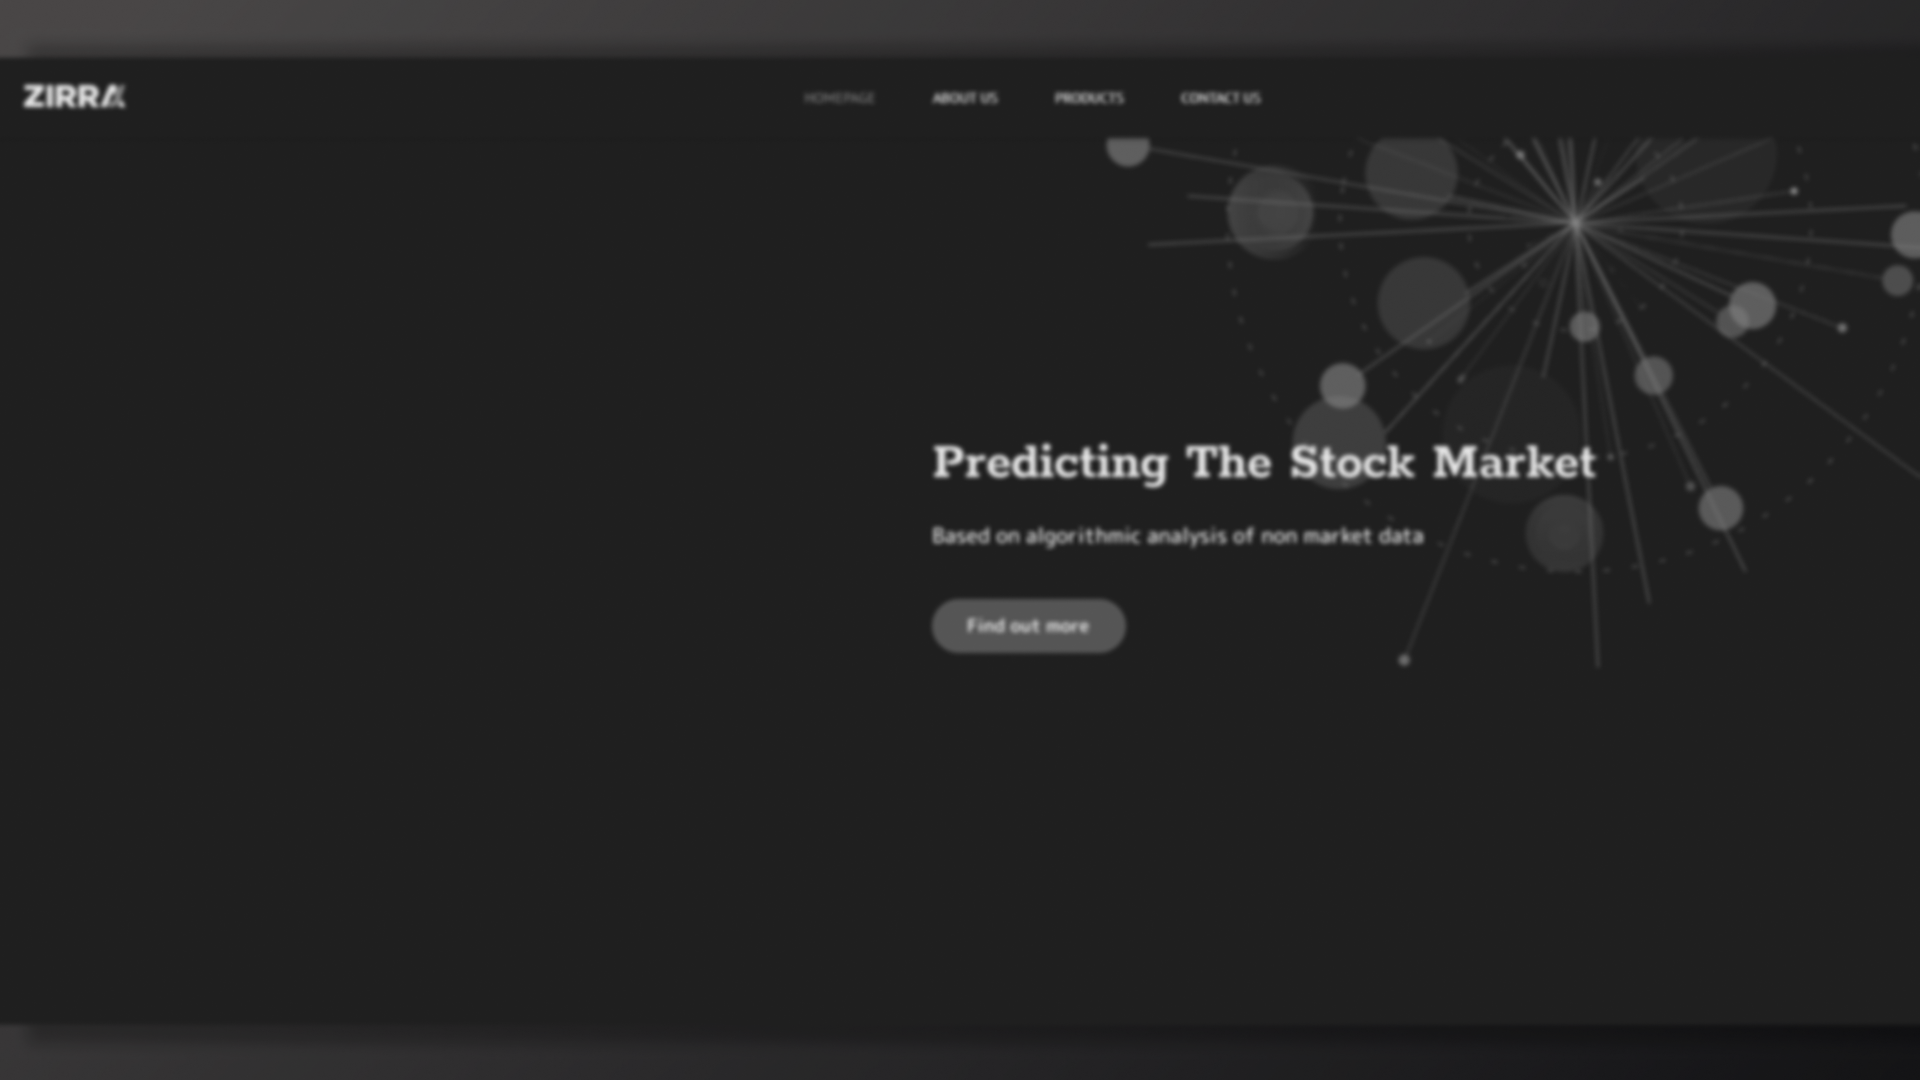 ZIRRA
HOMEPAGE ABOUT US PRODUCTS CONTACT US
Predicting The Stock Market
Based on algorithmic analysis of non market data
Find out more